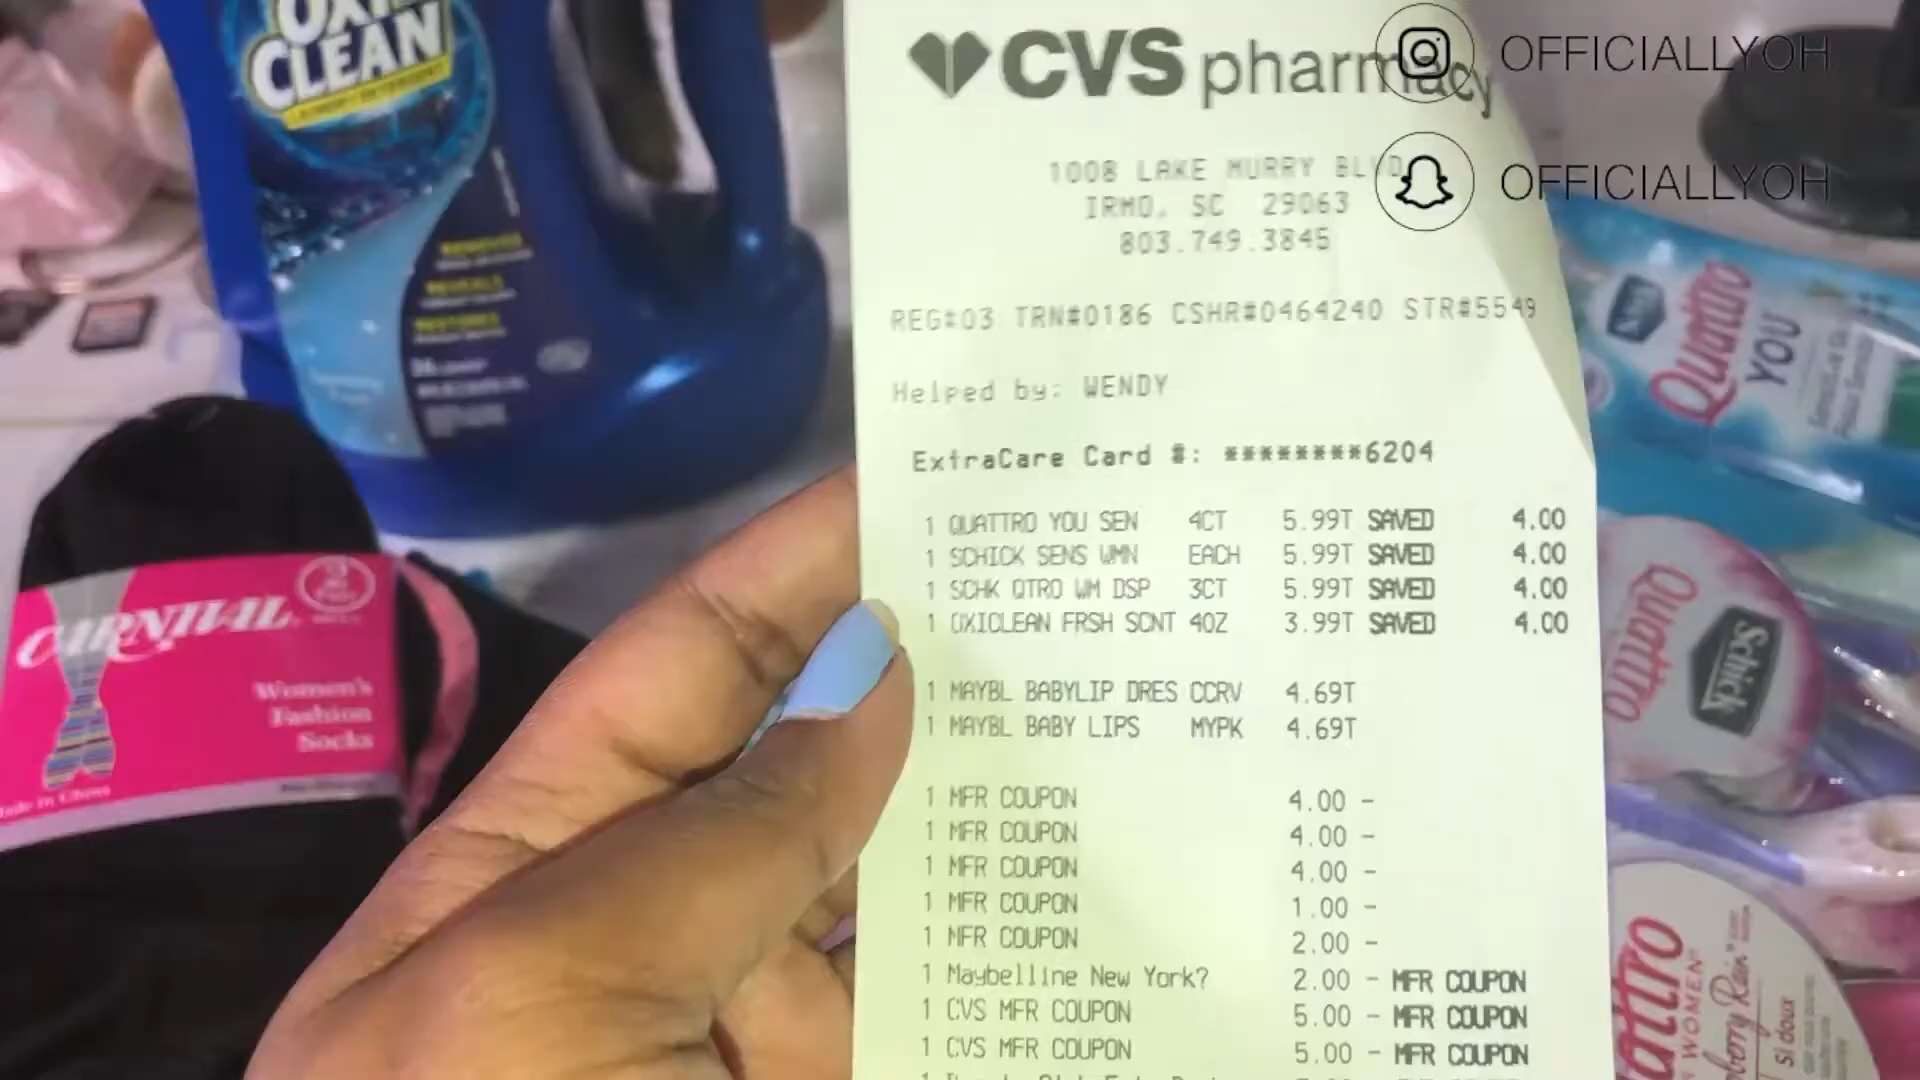 OXI
CLEAN
CVS pharmacy
OFFICIALLYOH
OFFICIALLYOH
1008 LAKE MURRY BLVD
IRMO, SC 29063
803.749.3845
REG#03 TRN#0186 CSHR#0464240 STR#5549
Helped by: WENDY
ExtraCare Card #: ********6204
1 QUATTRO YOU SEN 4CT 5.99T SAVED 4.00
1 SCHICK SENS WMN EACH 5.99T SAVED 4.00
1 SCHK QTRO WM DSP 3CT 5.99T SAVED 4.00
1 OXICLEAN FRSH SCNT 40Z 3.99T SAVED 4.00
1 MAYBL BABYLIP DRES CCRV 4.69T
1 MAYBL BABY LIPS MYPK 4.69T
1 MFR COUPON 4.00 -
1 MFR COUPON 4.00 -
1 MFR COUPON 4.00 -
1 MFR COUPON 1.00 -
1 MFR COUPON 2.00 -
1 Maybelline New York? 2.00 - MFR COUPON
1 CVS MFR COUPON 5.00 - MFR COUPON
1 CVS MFR COUPON 5.00 - MFR COUPON
REMOVES
REVEALS
RESTORES
CARNIVAL
Women's
Fashion
Socks
Made in China
Schick
Quattro
YOU
Quattro
Schick
WOMEN
Si doux